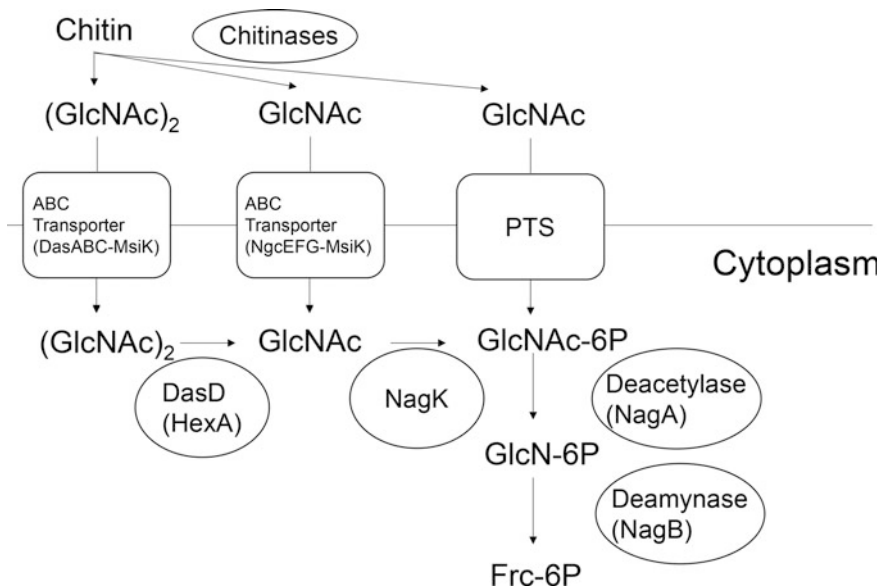 Chitin
Chitinases
(GlcNAc)₂
GlcNAc
GlcNAc
ABC
Transporter
(DasABC-MsiK)
ABC
Transporter
(NgcEFG-MsiK)
PTS
Cytoplasm
(GlcNAc)₂
GlcNAc
GlcNAc-6P
DasD
(HexA)
NagK
Deacetylase
(NagA)
GlcN-6P
Deamynase
(NagB)
Frc-6P